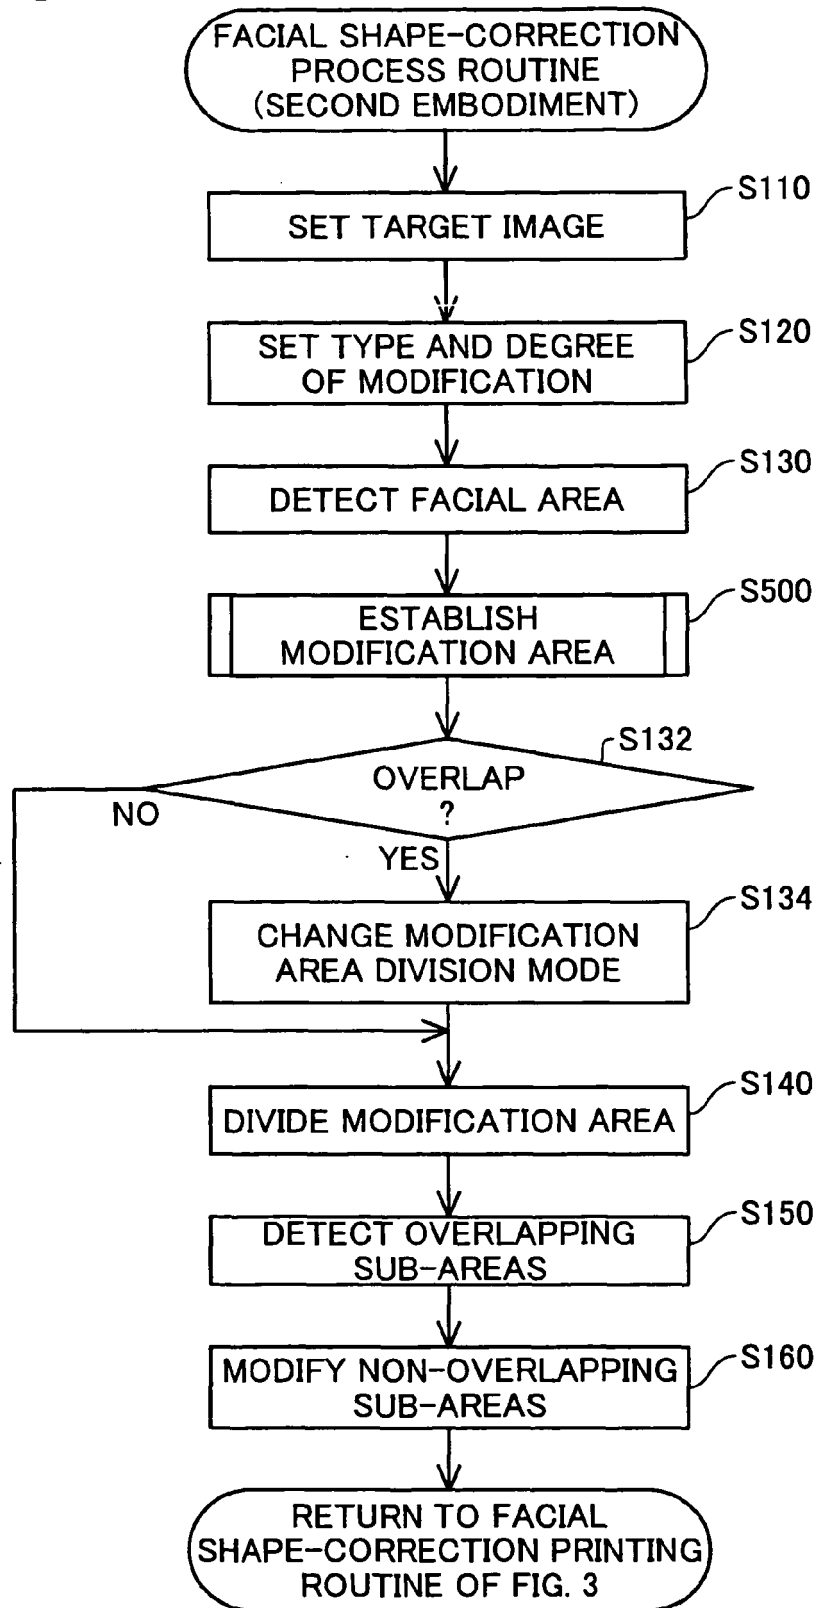 FACIAL SHAPE-CORRECTION
PROCESS ROUTINE
(SECOND EMBODIMENT)
S110
SET TARGET IMAGE
S120
SET TYPE AND DEGREE
OF MODIFICATION
S130
DETECT FACIAL AREA
S500
ESTABLISH
MODIFICATION AREA
S132
OVERLAP
?
NO
YES
S134
CHANGE MODIFICATION
AREA DIVISION MODE
S140
DIVIDE MODIFICATION AREA
S150
DETECT OVERLAPPING
SUB-AREAS
S160
MODIFY NON-OVERLAPPING
SUB-AREAS
RETURN TO FACIAL
SHAPE-CORRECTION PRINTING
ROUTINE OF FIG. 3